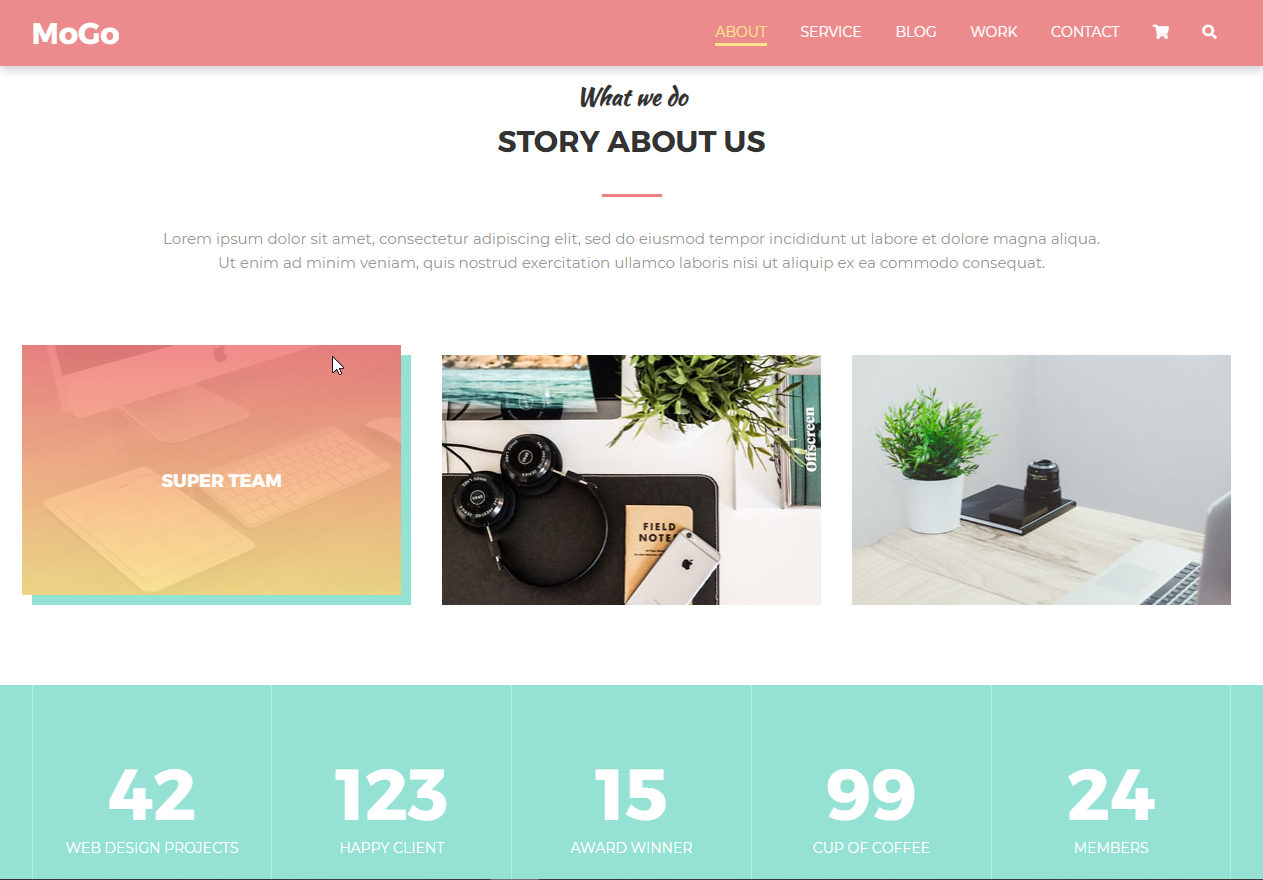 MoGo
ABOUT SERVICE BLOG WORK CONTACT
What we do
STORY ABOUT US
Lorem ipsum dolor sit amet, consectetur adipiscing elit, sed do eiusmod tempor incididunt ut labore et dolore magna aliqua.
Ut enim ad minim veniam, quis nostrud exercitation ullamco laboris nisi ut aliquip ex ea commodo consequat.
SUPER TEAM
Offscreen
FIELD
NOTES
42 123 15 99 24
WEB DESIGN PROJECTS HAPPY CLIENT AWARD WINNER CUP OF COFFEE MEMBERS